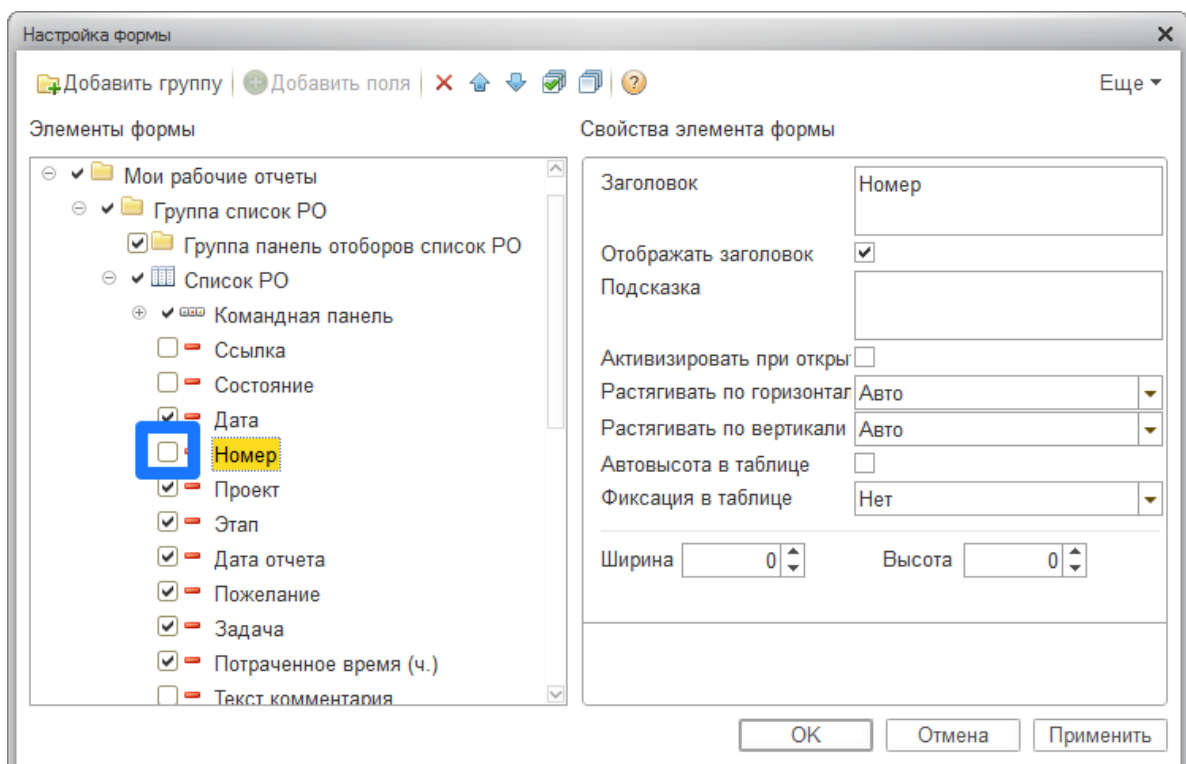 Настройка формы
Добавить группу Добавить поля Еще
Элементы формы Свойства элемента формы
Мои рабочие отчеты
Группа список РО
Группа панель отборов список РО
Список РО
Командная панель
Ссылка
Состояние
Дата
Номер
Проект
Этап
Дата отчета
Пожелание
Задача
Потраченное время (ч.)
Текст комментария
Заголовок Номер
Отображать заголовок
Подсказка
Активизировать при откры
Растягивать по горизонтал Авто
Растягивать по вертикали Авто
Автовысота в таблице
Фиксация в таблице Нет
Ширина 0 Высота 0
OK Отмена Применить